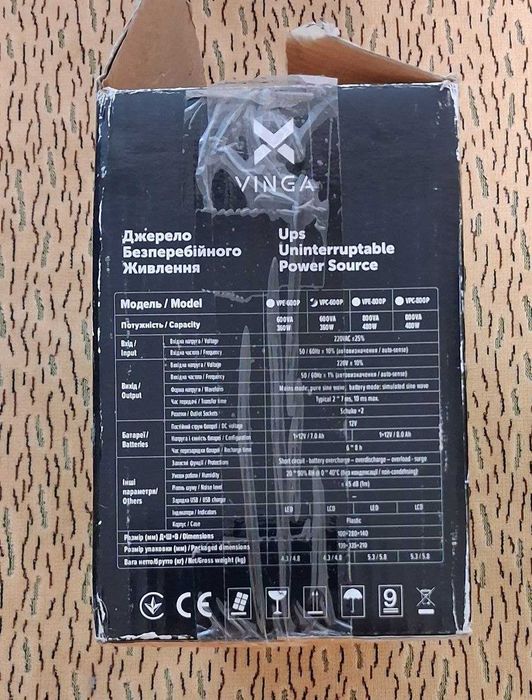 VINGA
Джерело Безперебійного Живлення
Ups Uninterruptable Power Source
Модель / Model VPE-600P VPC-600P VPE-800P VPC-800P
Потужність / Capacity 600VA 360W 600VA 360W 800VA 480W 800VA 480W
Вхід / Input
Вхідна напруга / Voltage 220VAC ±25%
Вхідна частота / Frequency 50 / 60Hz ± 10% (автовизначення / auto-sense)
Вихід / Output
Вихідна напруга / Voltage 220V ± 10%
Вихідна частота / Frequency 50 / 60Hz ± 1% (автовизначення / auto-sense)
Форма напруги / Waveform Mains mode: pure sine wave; battery mode: simulated sine wave
Час передачі / Transfer time Typical 2 ~ 7 ms, 10 ms max.
Розетки / Outlet Sockets Schuko ×2
Батареї / Batteries
Постійний струм батареї / DC voltage 12V
Напруга і ємність батареї / Configuration 1×12V / 7.0 Ah 1×12V / 8.0 Ah
Час перезарядки батареї / Recharge time 6 ~ 8 h
Інші параметри / Others
Захисні функції / Protections Short circuit - battery overcharge - overdischarge - overload - surge
Умови роботи / Humidity 20 ~ 90% RH @ 0 ~ 40°C (без конденсації / non-condensing)
Рівень шуму / Noise level ≤ 45 dB (1m)
Зарядка USB / USB charger
Індикатори / Indicators LED LCD LED LCD
Корпус / Case Plastic
Розмір (мм) Д×Ш×В / Dimensions
Розмір упаковки (мм) / Packaged dimensions
Вага нетто/брутто (кг) / Net/Gross weight (kg) 4.3 / 4.8 4.3 / 4.8 5.3 / 5.8 5.3 / 5.8
CE
9